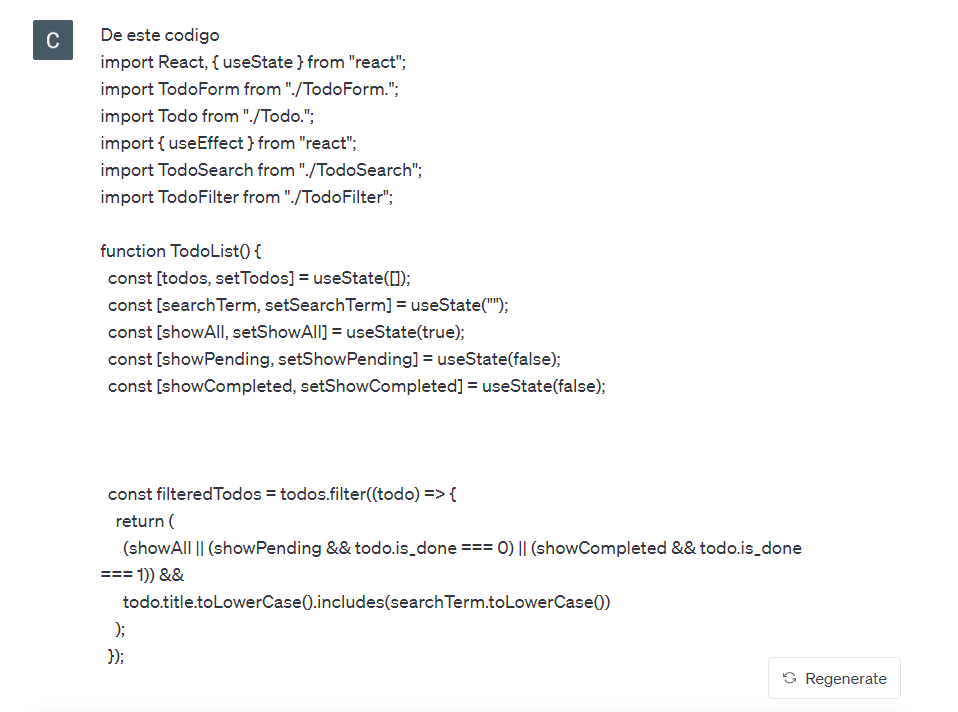 C
De este codigo
import React, { useState } from "react";
import TodoForm from "./TodoForm.";
import Todo from "./Todo.";
import { useEffect } from "react";
import TodoSearch from "./TodoSearch";
import TodoFilter from "./TodoFilter";
function TodoList() {
const [todos, setTodos] = useState([]);
const [searchTerm, setSearchTerm] = useState("");
const [showAll, setShowAll] = useState(true);
const [showPending, setShowPending] = useState(false);
const [showCompleted, setShowCompleted] = useState(false);
const filteredTodos = todos.filter((todo) => {
return (
(showAll || (showPending && todo.is_done === 0) || (showCompleted && todo.is_done
=== 1)) &&
todo.title.toLowerCase().includes(searchTerm.toLowerCase())
);
});
Regenerate